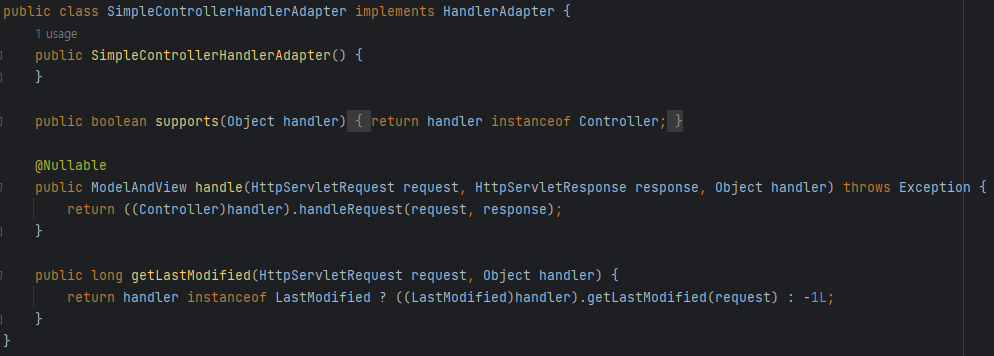 public class SimpleControllerHandlerAdapter implements HandlerAdapter {
1 usage
public SimpleControllerHandlerAdapter() {
}
public boolean supports(Object handler) { return handler instanceof Controller; }
@Nullable
public ModelAndView handle(HttpServletRequest request, HttpServletResponse response, Object handler) throws Exception {
return ((Controller)handler).handleRequest(request, response);
}
public long getLastModified(HttpServletRequest request, Object handler) {
return handler instanceof LastModified ? ((LastModified)handler).getLastModified(request) : -1L;
}
}